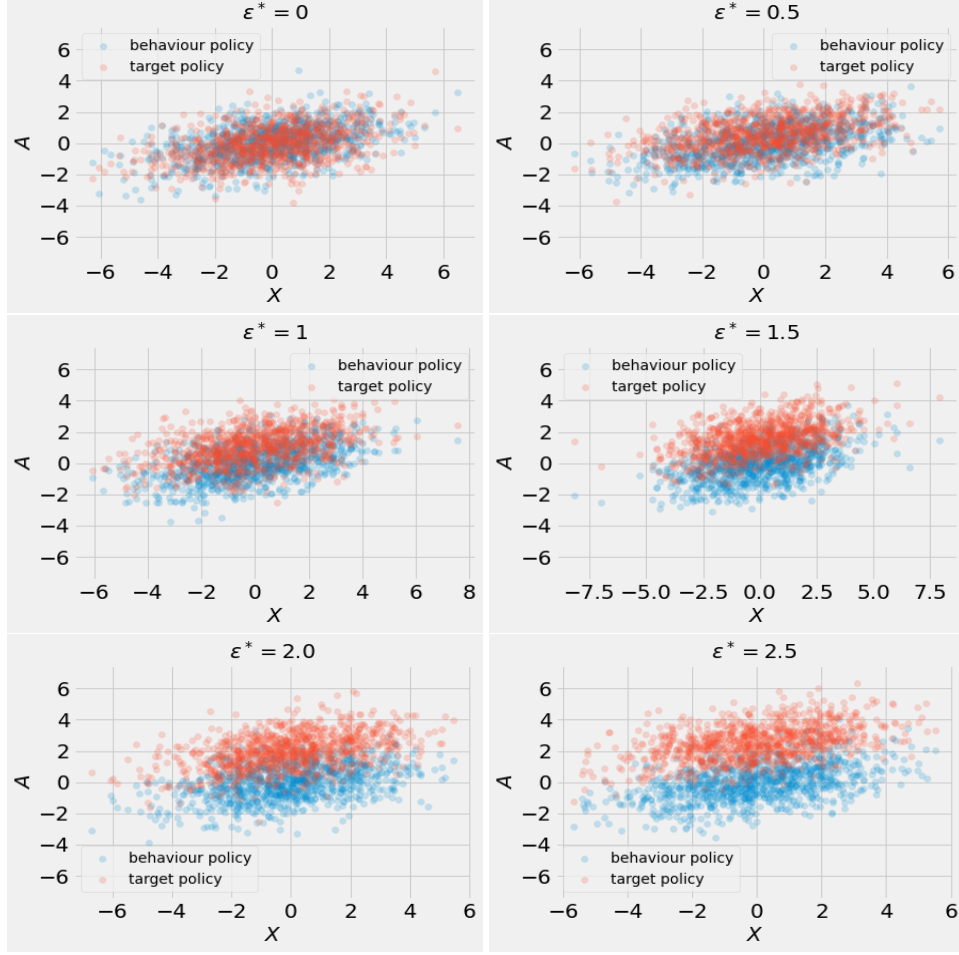 ε* = 0
6
4
2
0
−2
−4
−6
A
behaviour policy
target policy
−6 −4 −2 0 2 4 6
X
ε* = 0.5
6
4
2
0
−2
−4
−6
A
behaviour policy
target policy
−6 −4 −2 0 2 4 6
X
ε* = 1
6
4
2
0
−2
−4
−6
A
behaviour policy
target policy
−6 −4 −2 0 2 4 6 8
X
ε* = 1.5
6
4
2
0
−2
−4
−6
A
behaviour policy
target policy
−7.5 −5.0 −2.5 0.0 2.5 5.0 7.5
X
ε* = 2.0
6
4
2
0
−2
−4
−6
A
behaviour policy
target policy
−6 −4 −2 0 2 4 6
X
ε* = 2.5
6
4
2
0
−2
−4
−6
A
behaviour policy
target policy
−6 −4 −2 0 2 4 6
X